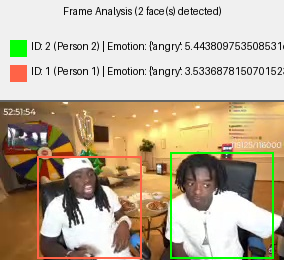 Frame Analysis (2 face(s) detected)
ID: 2 (Person 2) | Emotion: {'angry': 5.443809753508531
ID: 1 (Person 1) | Emotion: {'angry': 3.533687815070152
52:51:54
/116000